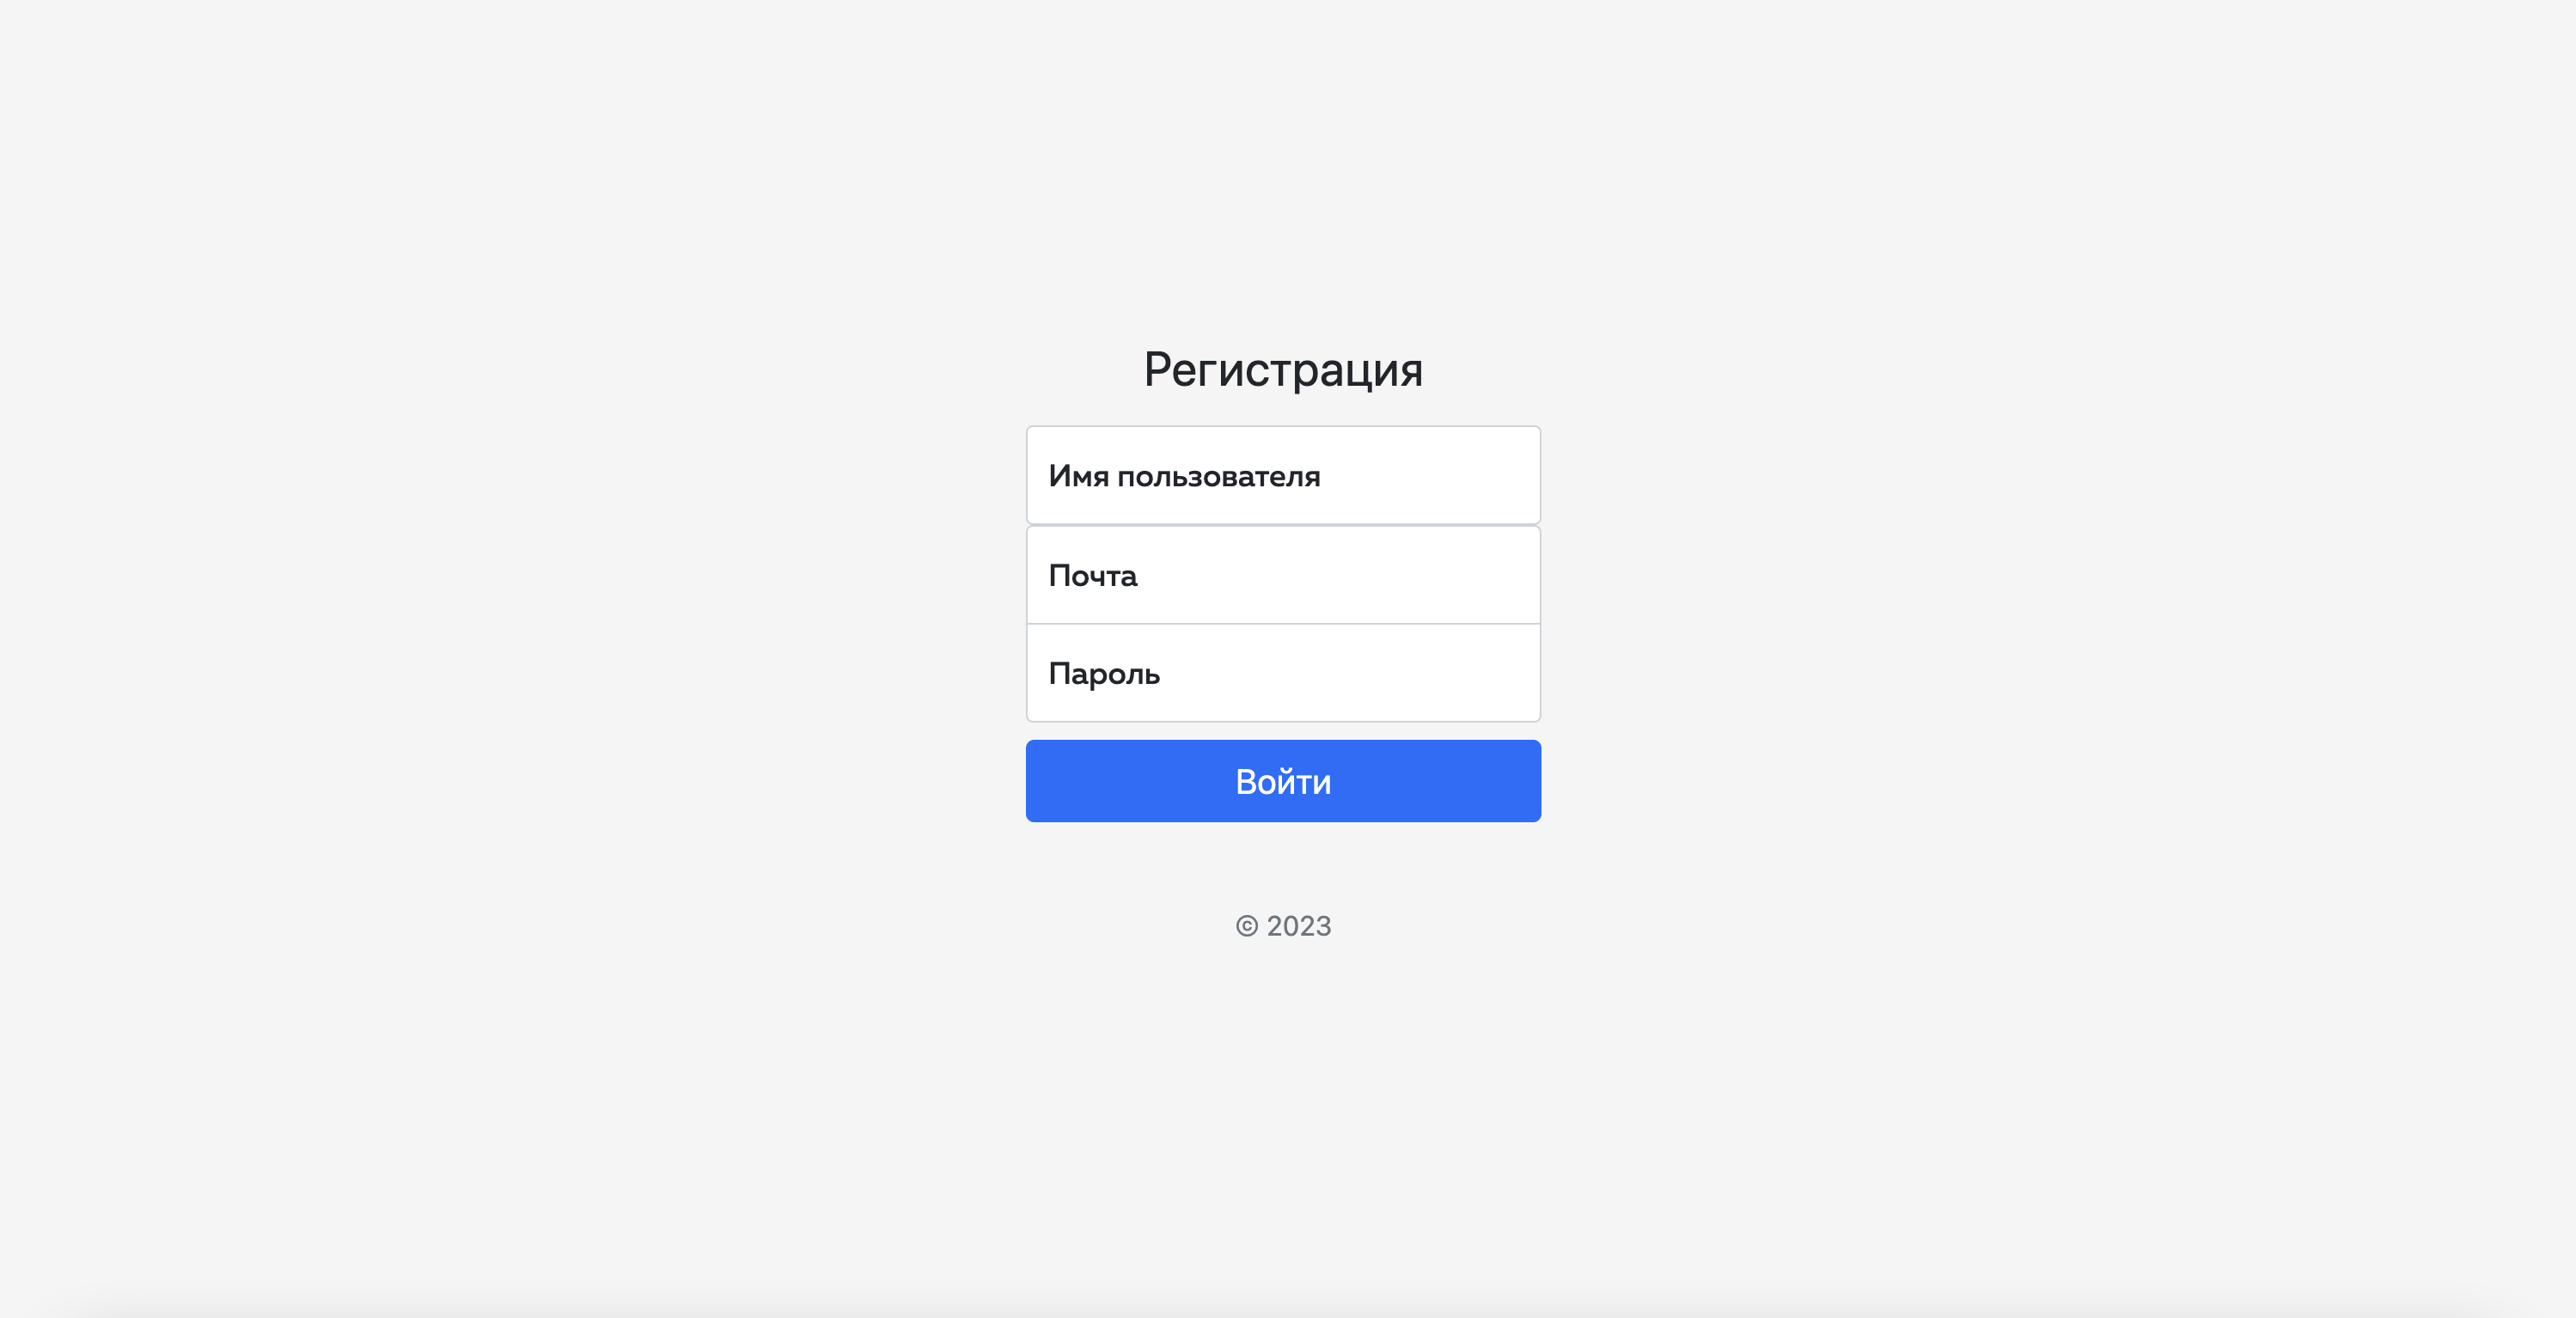 Регистрация
Имя пользователя
Почта
Пароль
Войти
© 2023